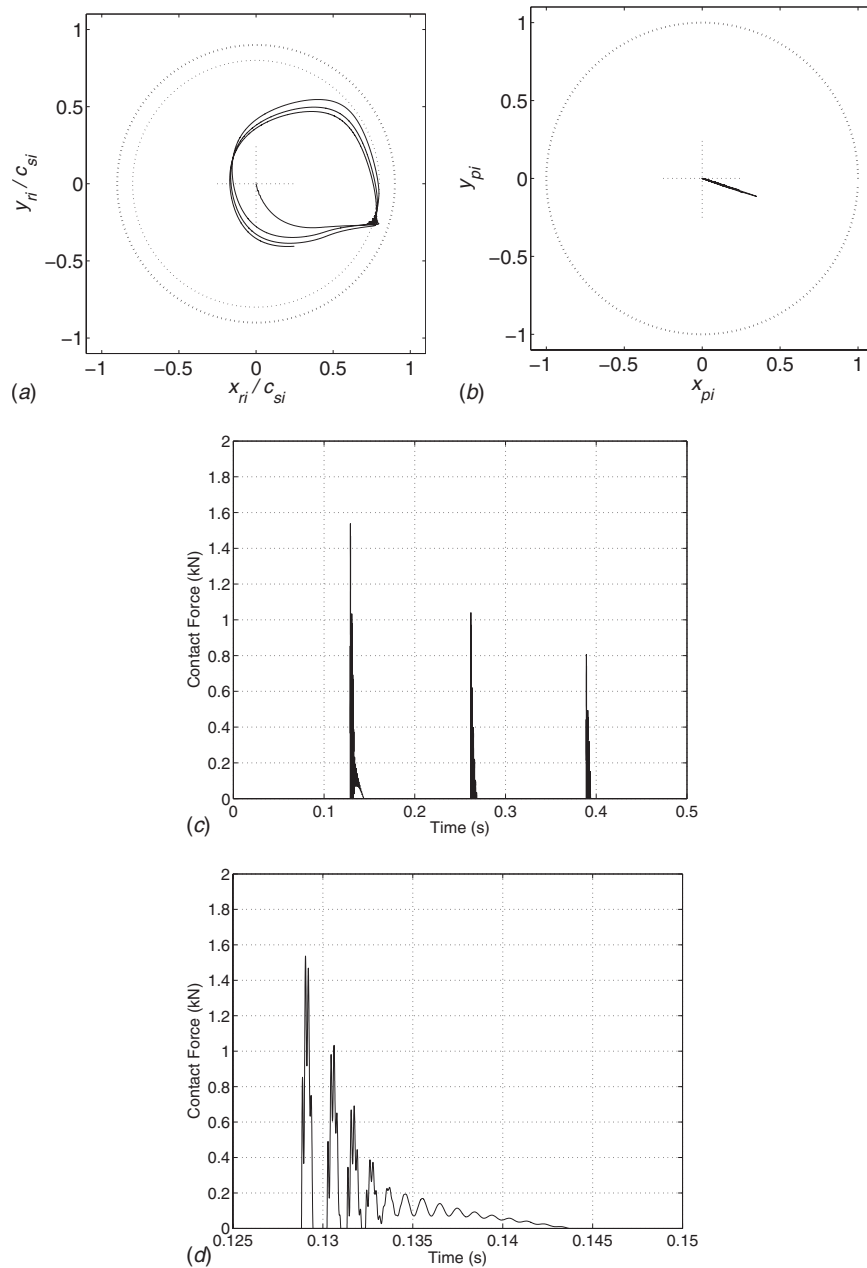 1
0.5
0
−0.5
−1
y_ri / c_si
−1 −0.5 0 0.5 1
x_ri / c_si
(a)
1
0.5
0
−0.5
−1
y_pi
−1 −0.5 0 0.5 1
x_pi
(b)
2
1.8
1.6
1.4
1.2
1
0.8
0.6
0.4
0.2
0
Contact Force (kN)
0 0.1 0.2 0.3 0.4 0.5
Time (s)
(c)
2
1.8
1.6
1.4
1.2
1
0.8
0.6
0.4
0.2
0
Contact Force (kN)
0.125 0.13 0.135 0.14 0.145 0.15
Time (s)
(d)